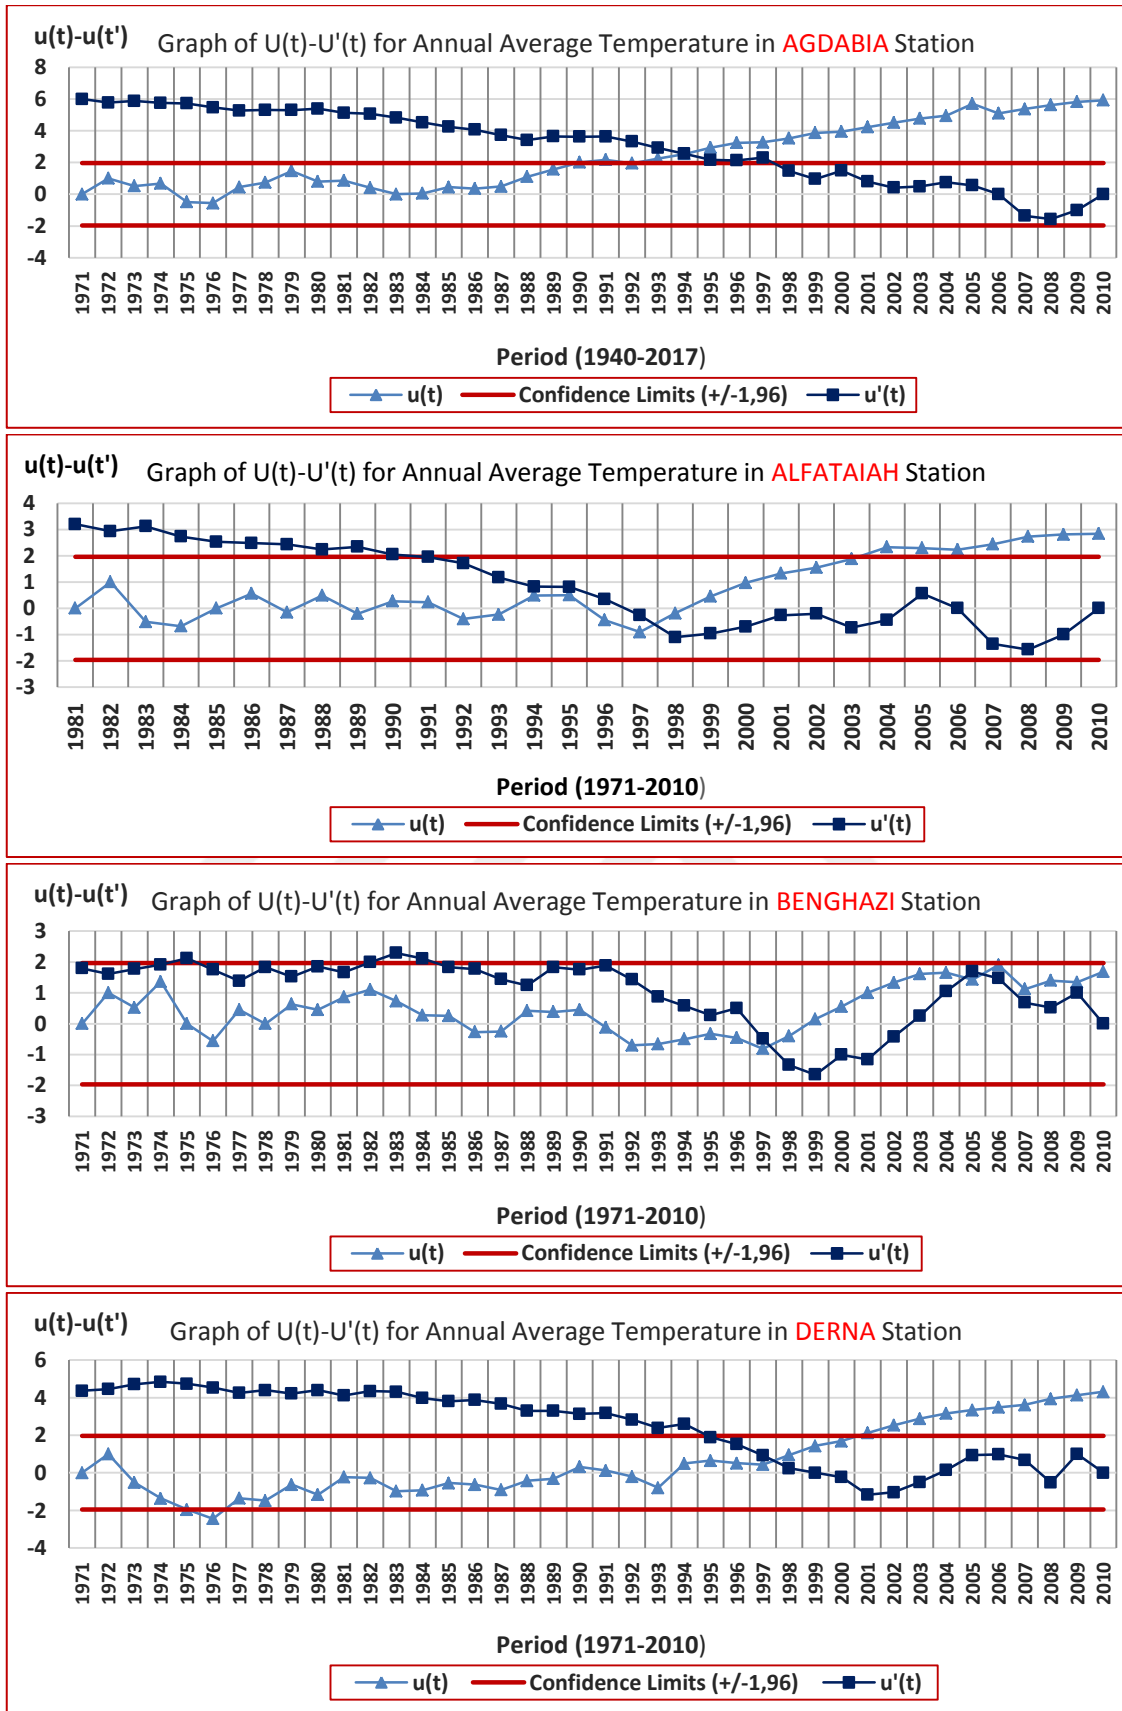 u(t)-u(t')
Graph of U(t)-U'(t) for Annual Average Temperature in AGDABIA Station
8
6
4
2
0
-2
-4
1971 1972 1973 1974 1975 1976 1977 1978 1979 1980 1981 1982 1983 1984 1985 1986 1987 1988 1989 1990 1991 1992 1993 1994 1995 1996 1997 1998 1999 2000 2001 2002 2003 2004 2005 2006 2007 2008 2009 2010
Period (1940-2017)
u(t) Confidence Limits (+/-1,96) u'(t)
u(t)-u(t')
Graph of U(t)-U'(t) for Annual Average Temperature in ALFATAIAH Station
4
3
2
1
0
-1
-2
-3
1981 1982 1983 1984 1985 1986 1987 1988 1989 1990 1991 1992 1993 1994 1995 1996 1997 1998 1999 2000 2001 2002 2003 2004 2005 2006 2007 2008 2009 2010
Period (1971-2010)
u(t) Confidence Limits (+/-1,96) u'(t)
u(t)-u(t')
Graph of U(t)-U'(t) for Annual Average Temperature in BENGHAZI Station
3
2
1
0
-1
-2
-3
1971 1972 1973 1974 1975 1976 1977 1978 1979 1980 1981 1982 1983 1984 1985 1986 1987 1988 1989 1990 1991 1992 1993 1994 1995 1996 1997 1998 1999 2000 2001 2002 2003 2004 2005 2006 2007 2008 2009 2010
Period (1971-2010)
u(t) Confidence Limits (+/-1,96) u'(t)
u(t)-u(t')
Graph of U(t)-U'(t) for Annual Average Temperature in DERNA Station
6
4
2
0
-2
-4
1971 1972 1973 1974 1975 1976 1977 1978 1979 1980 1981 1982 1983 1984 1985 1986 1987 1988 1989 1990 1991 1992 1993 1994 1995 1996 1997 1998 1999 2000 2001 2002 2003 2004 2005 2006 2007 2008 2009 2010
Period (1971-2010)
u(t) Confidence Limits (+/-1,96) u'(t)